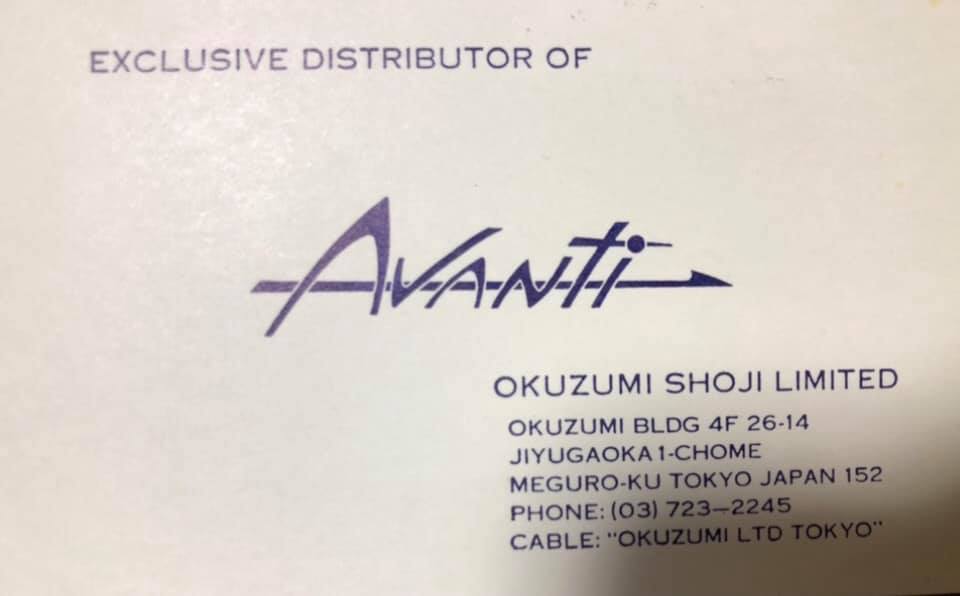 EXCLUSIVE DISTRIBUTOR OF
AVANTI
OKUZUMI SHOJI LIMITED
OKUZUMI BLDG 4F 26-14
JIYUGAOKA 1-CHOME
MEGURO-KU TOKYO JAPAN 152
PHONE: (03) 723—2245
CABLE: "OKUZUMI LTD TOKYO"